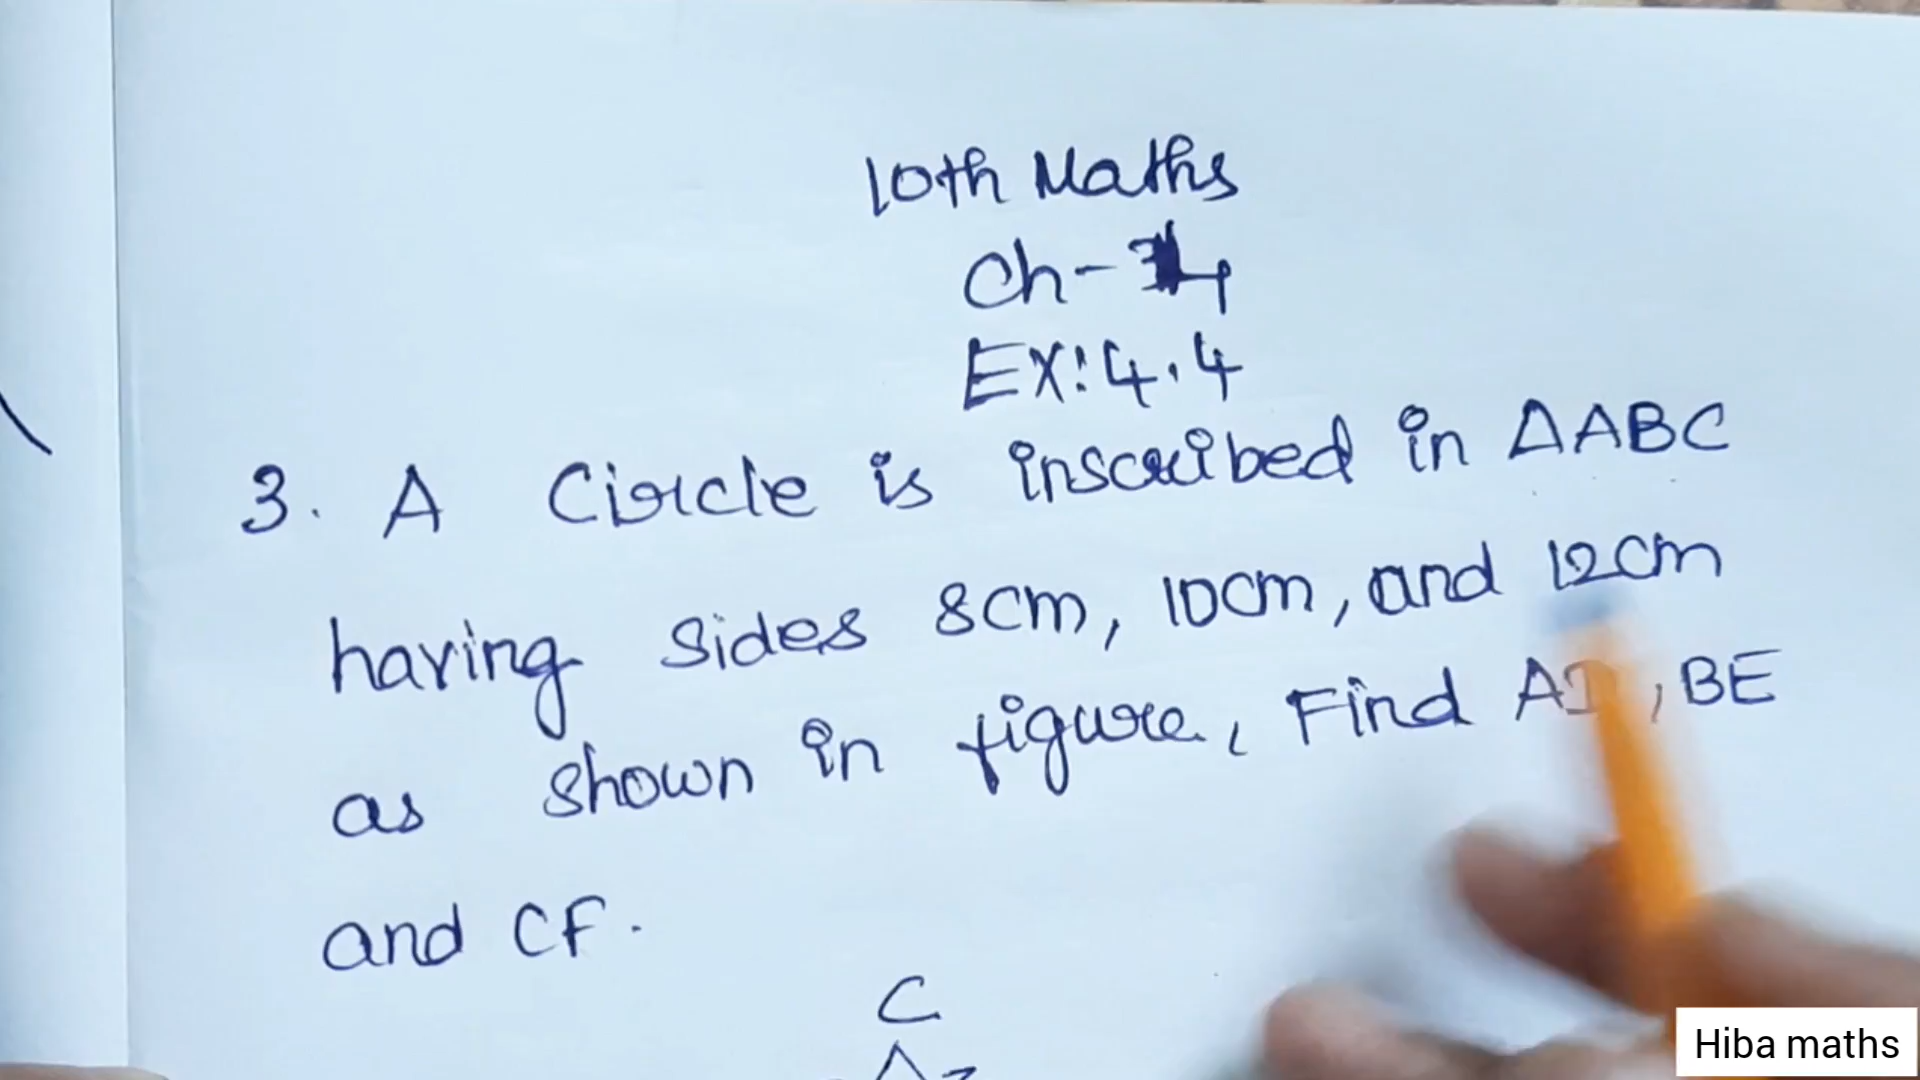 10th Maths
Ch-4
EX: 4.4
3. A Circle is inscribed in ΔABC
having sides 8cm, 10cm, and 12cm
as shown in figure, Find AD, BE
and CF.
C
Hiba maths